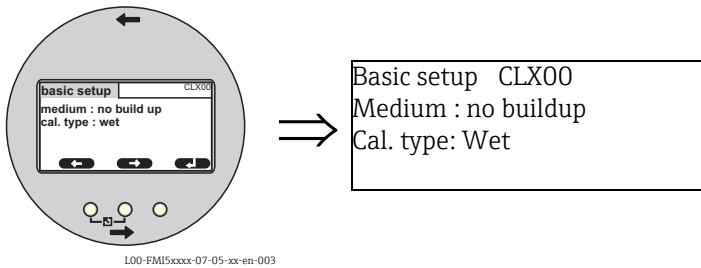 basic setup CLX00
medium : no build up
cal. type : wet
Basic setup CLX00
Medium : no buildup
Cal. type: Wet
L00-FMI5xxxx-07-05-xx-en-003